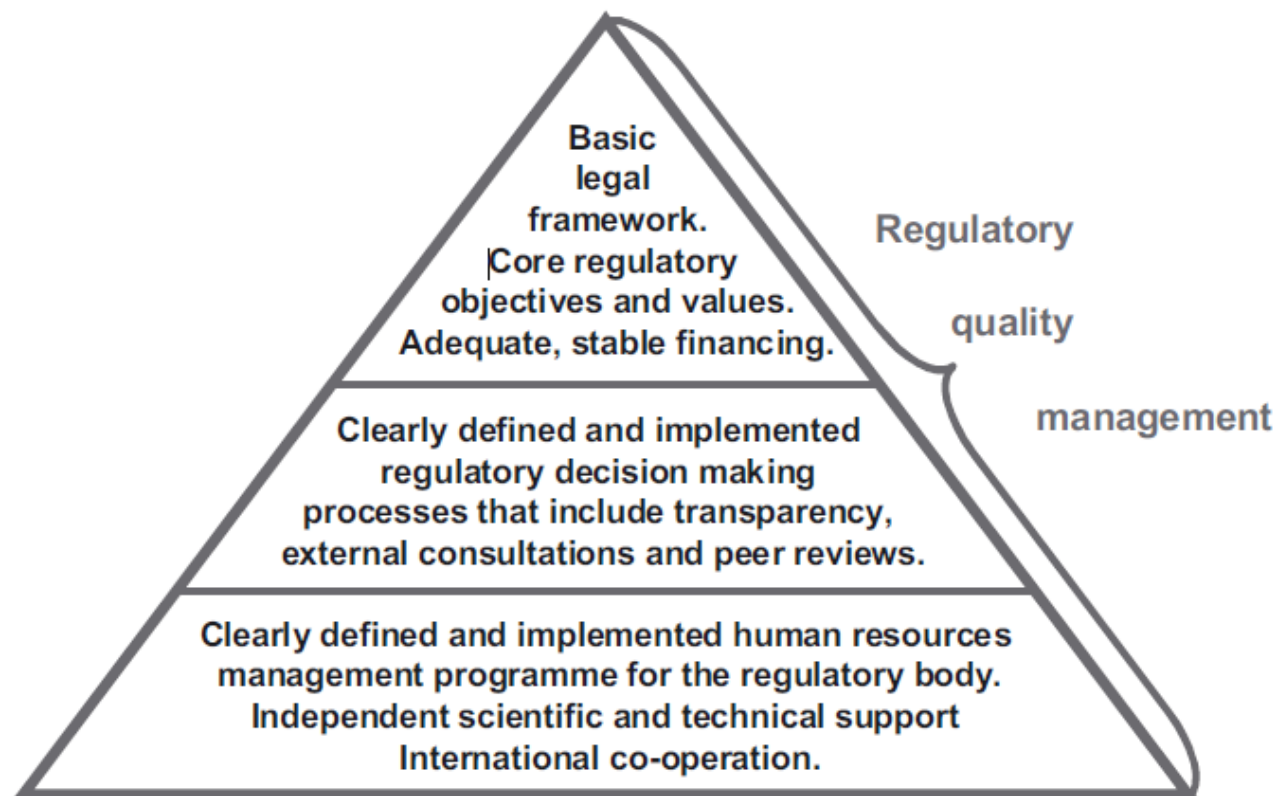 Basic
legal
framework.
Core regulatory
objectives and values.
Adequate, stable financing.
Clearly defined and implemented
regulatory decision making
processes that include transparency,
external consultations and peer reviews.
Clearly defined and implemented human resources
management programme for the regulatory body.
Independent scientific and technical support
International co-operation.
Regulatory
quality
management